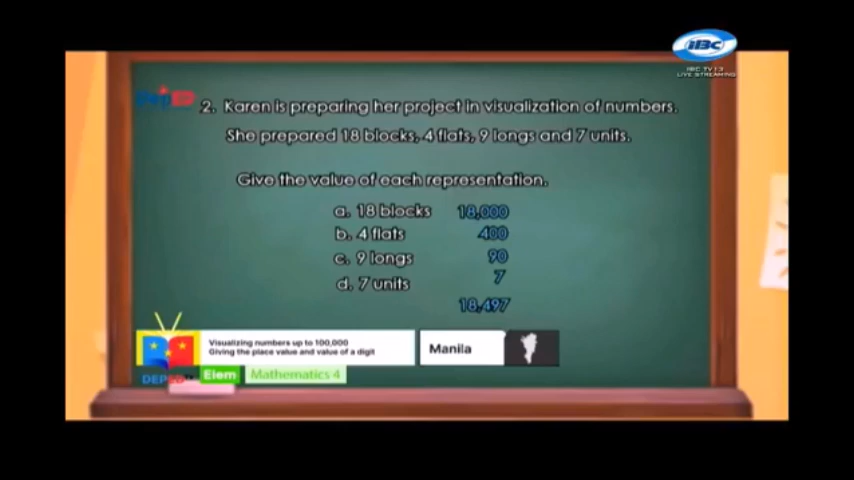 IBC
IBC TV 13
LIVE STREAMING
DepED
2. Karen is preparing her project in visualization of numbers.
She prepared 18 blocks, 4 flats, 9 longs and 7 units.
Give the value of each representation.
a. 18 blocks 18,000
b. 4 flats 400
c. 9 longs 90
d. 7 units 7
18,497
Visualizing numbers up to 100,000
Giving the place value and value of a digit
Manila
DEPED
Elem
Mathematics 4